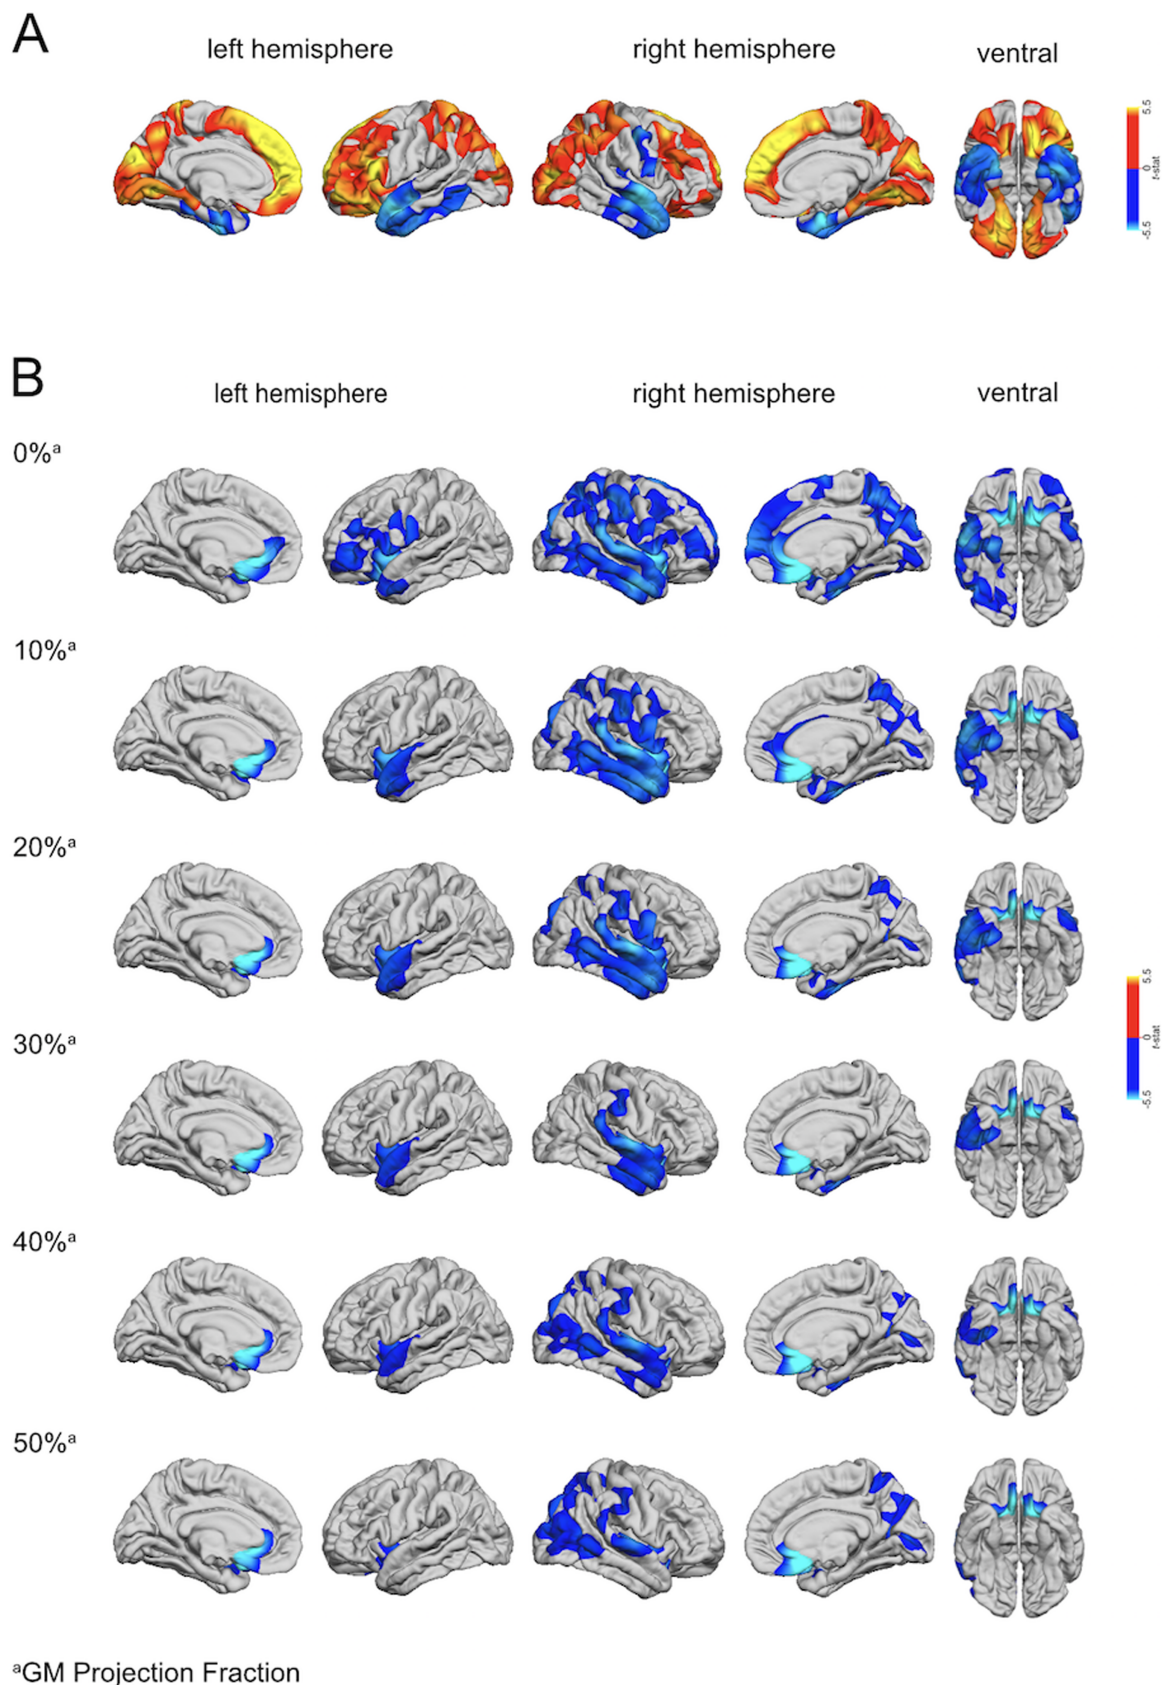 A
left hemisphere right hemisphere ventral
5.5
0
t-stat
-5.5
B
left hemisphere right hemisphere ventral
0%ᵃ
10%ᵃ
20%ᵃ
30%ᵃ
5.5
0
t-stat
-5.5
40%ᵃ
50%ᵃ
ᵃGM Projection Fraction